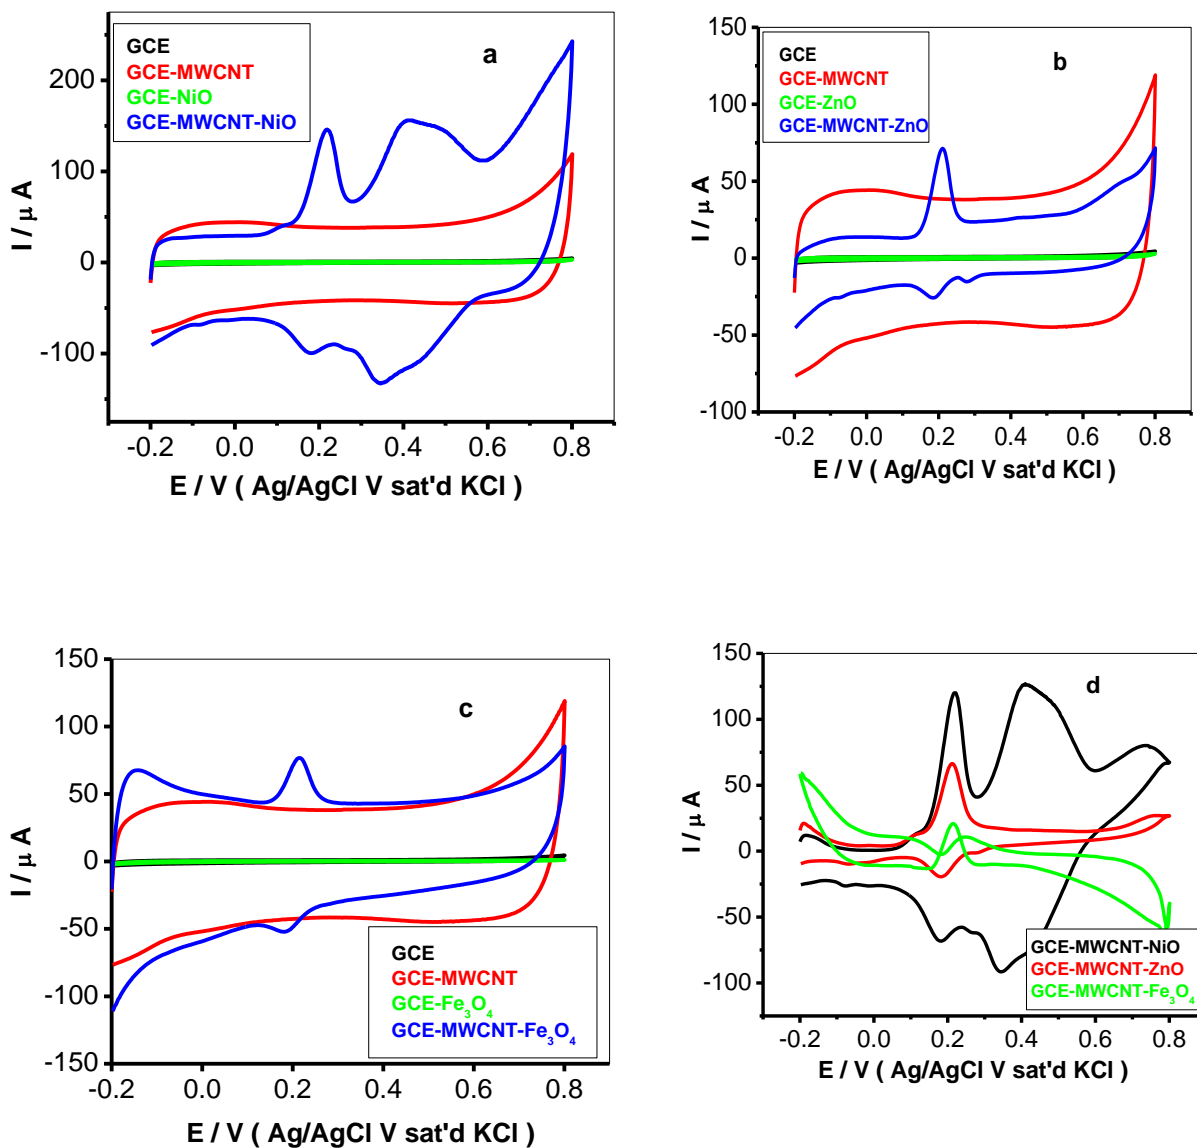 a
GCE
GCE-MWCNT
GCE-NiO
GCE-MWCNT-NiO
200
100
0
-100
I / μ A
-0.2 0.0 0.2 0.4 0.6 0.8
E / V ( Ag/AgCl V sat'd KCl )
b
GCE
GCE-MWCNT
GCE-ZnO
GCE-MWCNT-ZnO
150
100
50
0
-50
-100
I / μ A
-0.2 0.0 0.2 0.4 0.6 0.8
E / V ( Ag/AgCl V sat'd KCl )
c
150
100
50
0
-50
-100
-150
I / μ A
GCE
GCE-MWCNT
GCE-Fe₃O₄
GCE-MWCNT-Fe₃O₄
-0.2 0.0 0.2 0.4 0.6 0.8
E / V ( Ag/AgCl V sat'd KCl )
d
150
100
50
0
-50
-100
I / μ A
GCE-MWCNT-NiO
GCE-MWCNT-ZnO
GCE-MWCNT-Fe₃O₄
-0.2 0.0 0.2 0.4 0.6 0.8
E / V ( Ag/AgCl V sat'd KCl )